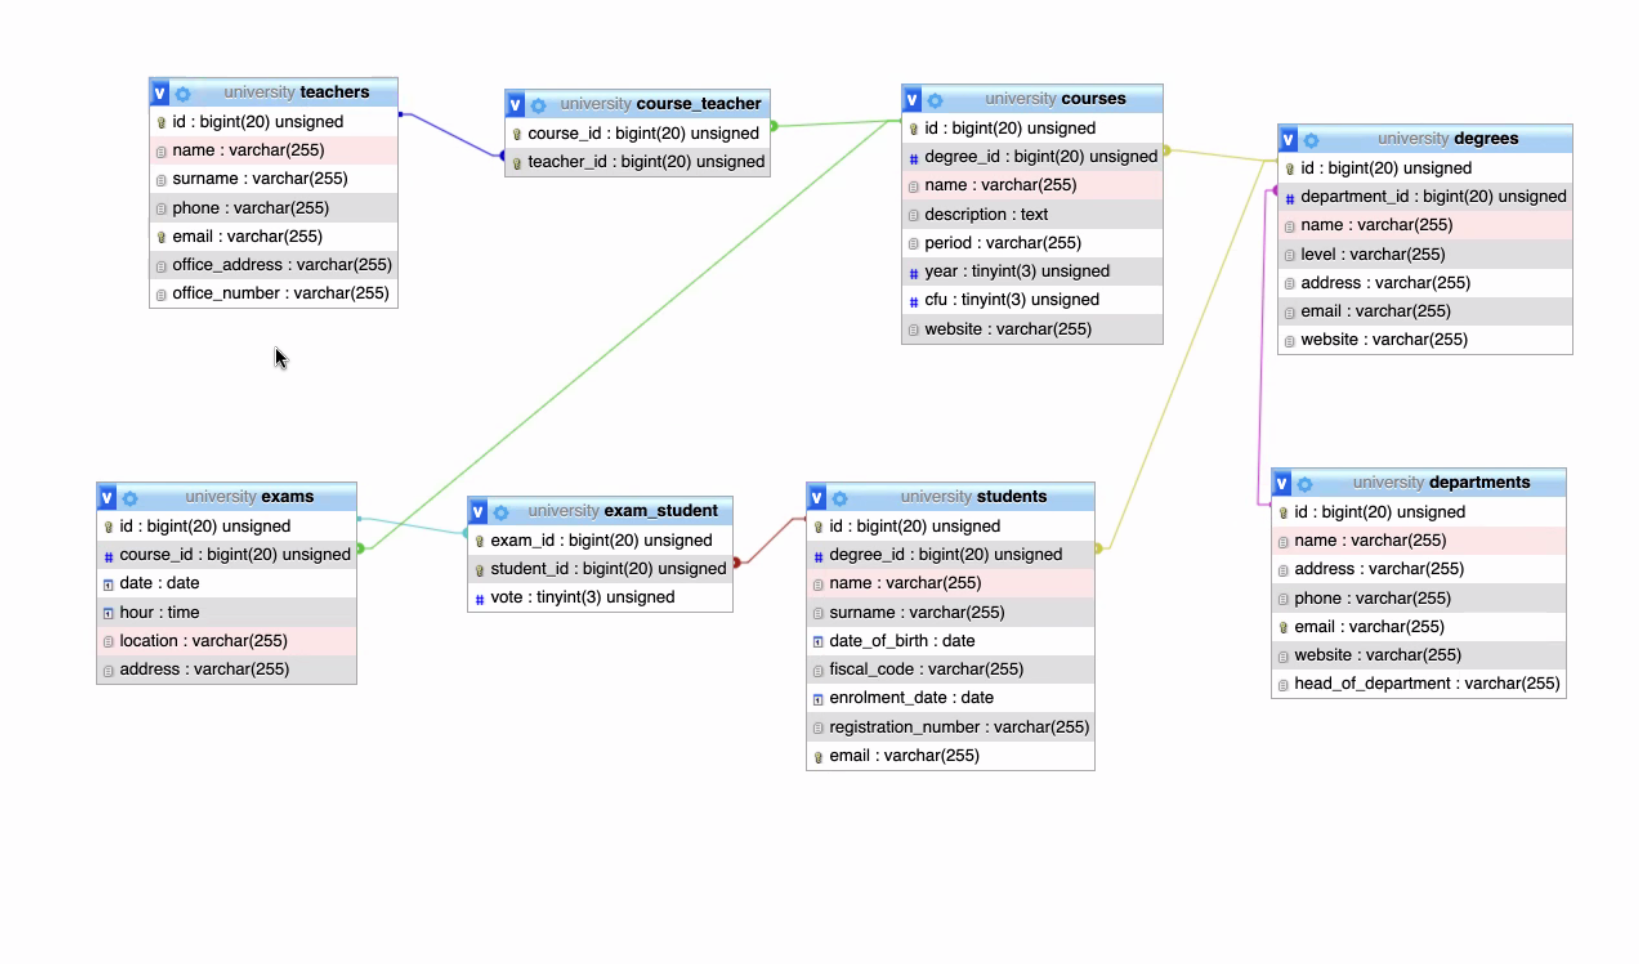 university teachers
id : bigint(20) unsigned
name : varchar(255)
surname : varchar(255)
phone : varchar(255)
email : varchar(255)
office_address : varchar(255)
office_number : varchar(255)
university course_teacher
course_id : bigint(20) unsigned
teacher_id : bigint(20) unsigned
university courses
id : bigint(20) unsigned
degree_id : bigint(20) unsigned
name : varchar(255)
description : text
period : varchar(255)
year : tinyint(3) unsigned
cfu : tinyint(3) unsigned
website : varchar(255)
university degrees
id : bigint(20) unsigned
department_id : bigint(20) unsigned
name : varchar(255)
level : varchar(255)
address : varchar(255)
email : varchar(255)
website : varchar(255)
university exams
id : bigint(20) unsigned
course_id : bigint(20) unsigned
date : date
hour : time
location : varchar(255)
address : varchar(255)
university exam_student
exam_id : bigint(20) unsigned
student_id : bigint(20) unsigned
vote : tinyint(3) unsigned
university students
id : bigint(20) unsigned
degree_id : bigint(20) unsigned
name : varchar(255)
surname : varchar(255)
date_of_birth : date
fiscal_code : varchar(255)
enrolment_date : date
registration_number : varchar(255)
email : varchar(255)
university departments
id : bigint(20) unsigned
name : varchar(255)
address : varchar(255)
phone : varchar(255)
email : varchar(255)
website : varchar(255)
head_of_department : varchar(255)